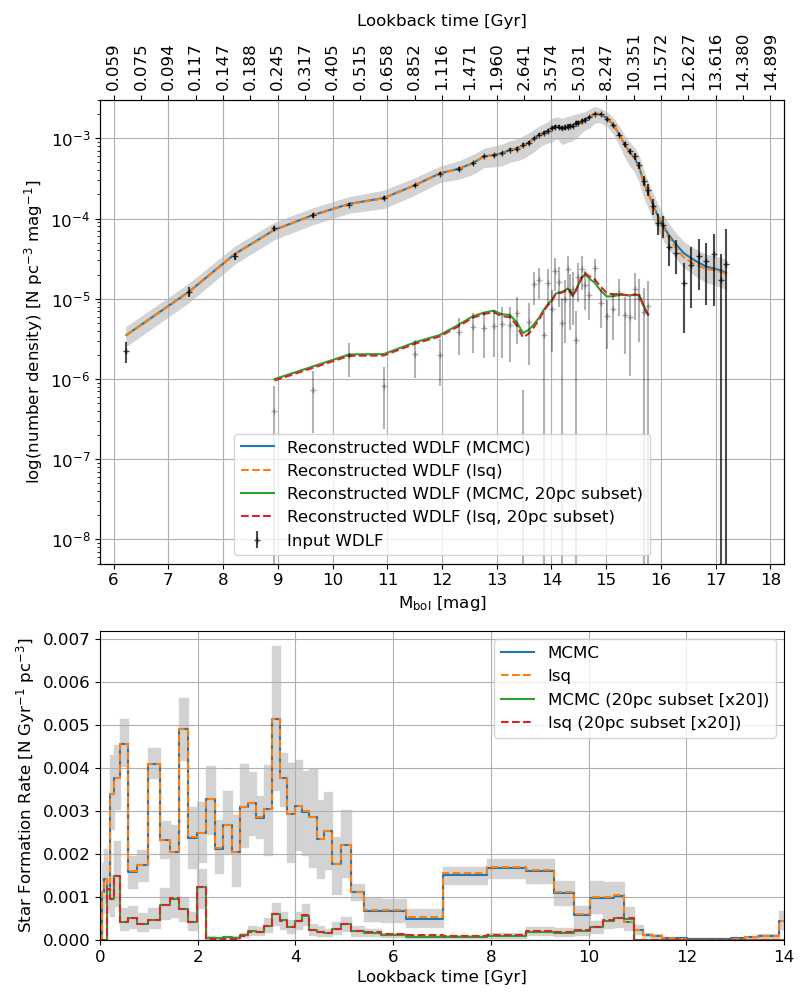 Lookback time [Gyr]
0.059 0.075 0.094 0.117 0.147 0.188 0.245 0.317 0.405 0.515 0.658 0.852 1.116 1.471 1.960 2.641 3.574 5.031 8.247 10.351 11.572 12.627 13.616 14.380 14.899
log(number density) [N pc⁻³ mag⁻¹]
10⁻³
10⁻⁴
10⁻⁵
10⁻⁶
10⁻⁷
10⁻⁸
Reconstructed WDLF (MCMC)
Reconstructed WDLF (lsq)
Reconstructed WDLF (MCMC, 20pc subset)
Reconstructed WDLF (lsq, 20pc subset)
Input WDLF
6 7 8 9 10 11 12 13 14 15 16 17 18
M_bol [mag]
Star Formation Rate [N Gyr⁻¹ pc⁻³]
0.007
0.006
0.005
0.004
0.003
0.002
0.001
0.000
MCMC
lsq
MCMC (20pc subset [x20])
lsq (20pc subset [x20])
0 2 4 6 8 10 12 14
Lookback time [Gyr]